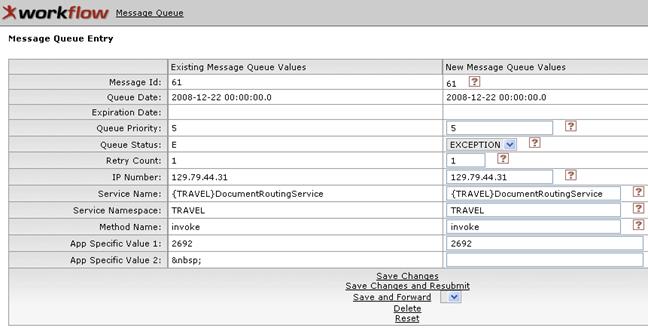 workflow Message Queue
Message Queue Entry
Existing Message Queue Values New Message Queue Values
Message Id: 61 61 ?
Queue Date: 2008-12-22 00:00:00.0 2008-12-22 00:00:00.0
Expiration Date:
Queue Priority: 5 5 ?
Queue Status: E EXCEPTION ?
Retry Count: 1 1 ?
IP Number: 129.79.44.31 129.79.44.31 ?
Service Name: {TRAVEL}DocumentRoutingService {TRAVEL}DocumentRoutingService ?
Service Namespace: TRAVEL TRAVEL ?
Method Name: invoke invoke ?
App Specific Value 1: 2692 2692
App Specific Value 2: &nbsp;
Save Changes
Save Changes and Resubmit
Save and Forward
Delete
Reset